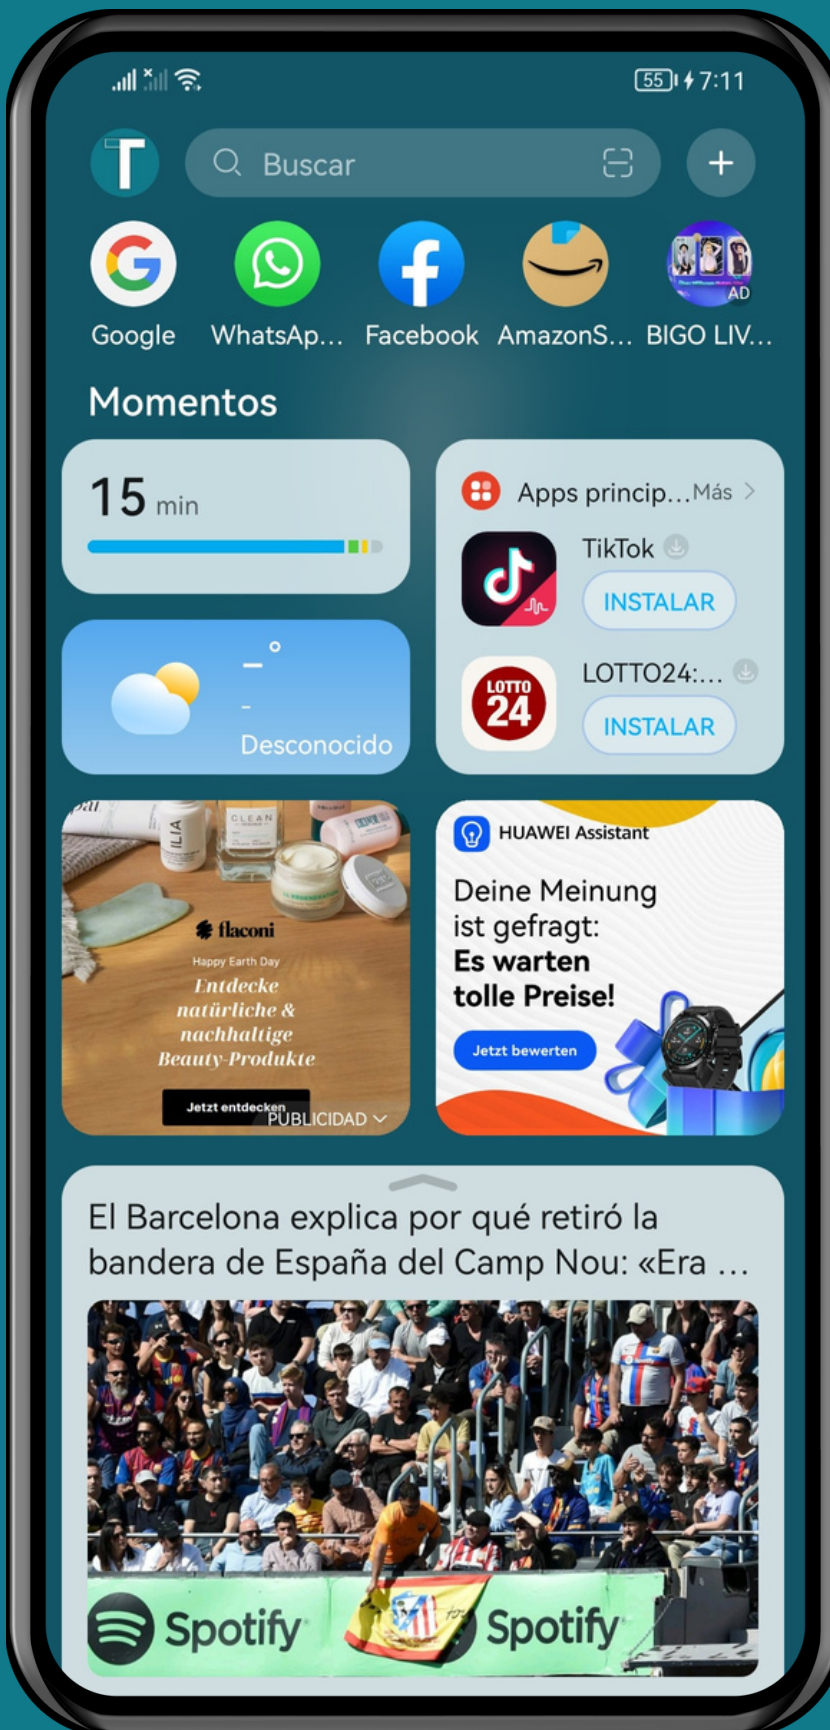 55 7:11
T Buscar
Google WhatsAp... Facebook AmazonS... BIGO LIV...
AD
Momentos
15 min
Apps princip... Más
TikTok
INSTALAR
LOTTO24:...
LOTTO
24
INSTALAR
—°
-
Desconocido
ILIA
CLEAN
flaconi
Happy Earth Day
Entdecke
natürliche &
nachhaltige
Beauty-Produkte
Jetzt entdecken
PUBLICIDAD
HUAWEI Assistant
Deine Meinung
ist gefragt:
Es warten
tolle Preise!
Jetzt bewerten
El Barcelona explica por qué retiró la
bandera de España del Camp Nou: «Era ...
Spotify Spotify